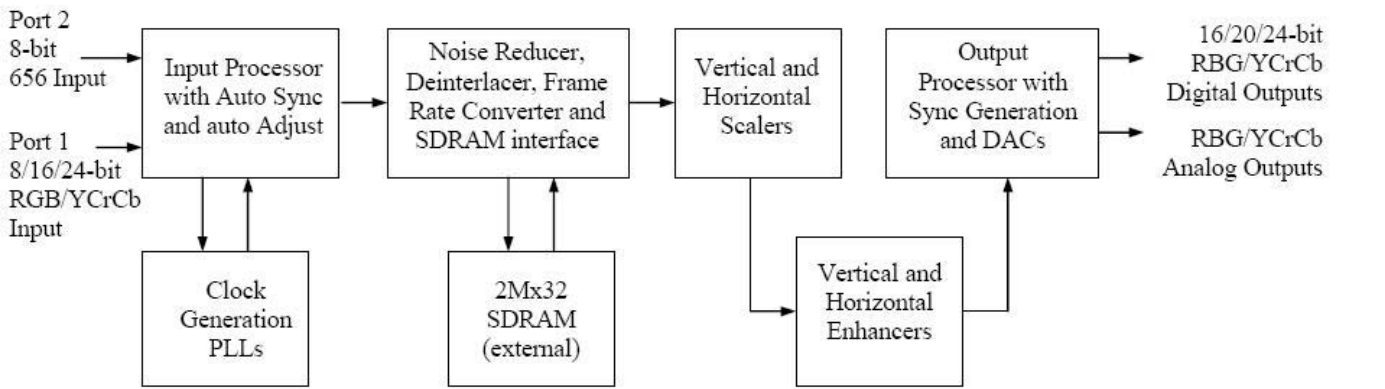 Port 2
8-bit
656 Input
Port 1
8/16/24-bit
RGB/YCrCb
Input
Input Processor
with Auto Sync
and auto Adjust
Clock
Generation
PLLs
Noise Reducer,
Deinterlacer, Frame
Rate Converter and
SDRAM interface
2Mx32
SDRAM
(external)
Vertical and
Horizontal
Scalers
Vertical and
Horizontal
Enhancers
Output
Processor with
Sync Generation
and DACs
16/20/24-bit
RBG/YCrCb
Digital Outputs
RBG/YCrCb
Analog Outputs